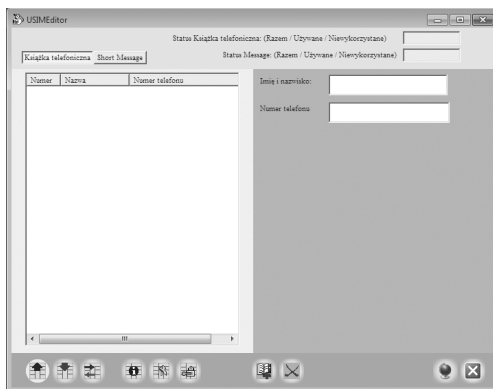 USIMEditor
Status Książka telefoniczna: (Razem / Używane / Niewykorzystane)
Książka telefoniczna Short Message Status Message: (Razem / Używane / Niewykorzystane)
Numer Nazwa Numer telefonu
Imię i nazwisko:
Numer telefonu